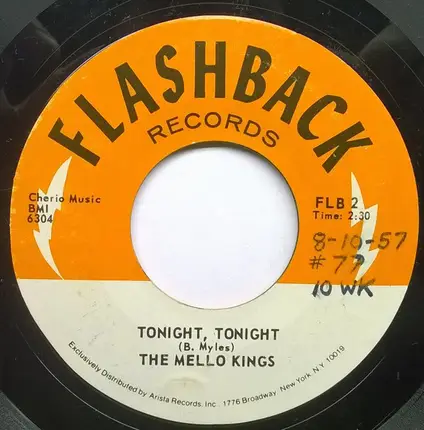 FLASHBACK
RECORDS
Cherio Music
BMI
6304
FLB 2
Time: 2:30
8-10-57
#77
10 WK
TONIGHT, TONIGHT
(B. Myles)
THE MELLO KINGS
Exclusively Distributed by Arista Records, Inc. 1776 Broadway, New York, N.Y. 10019